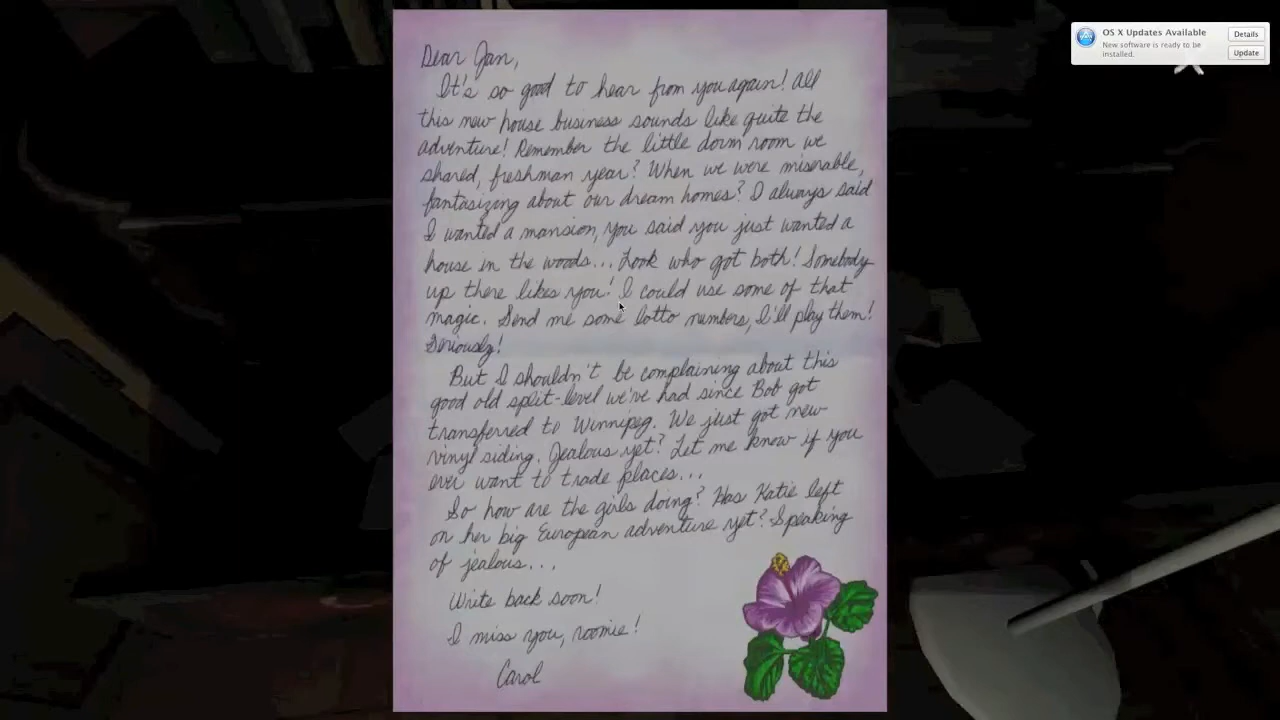 Dear Jan,
It's so good to hear from you again! All
this new house business sounds like quite the
adventure! Remember the little dorm room we
shared, freshman year? When we were miserable,
fantasizing about our dream homes? I always said
I wanted a mansion, you said you just wanted a
house in the woods... Look who got both! Somebody
up there likes you! I could use some of that
magic. Send me some lotto numbers, I'll play them!
Seriously!
But I shouldn't be complaining about this
good old split-level we've had since Bob got
transferred to Winnipeg. We just got new
vinyl siding. Jealous yet? Let me know if you
ever want to trade places...
So how are the girls doing? Has Katie left
on her big European adventure yet? Speaking
of jealous...
Write back soon!
I miss you, roomie!
Carol
OS X Updates Available
New software is ready to be
installed.
Details
Update